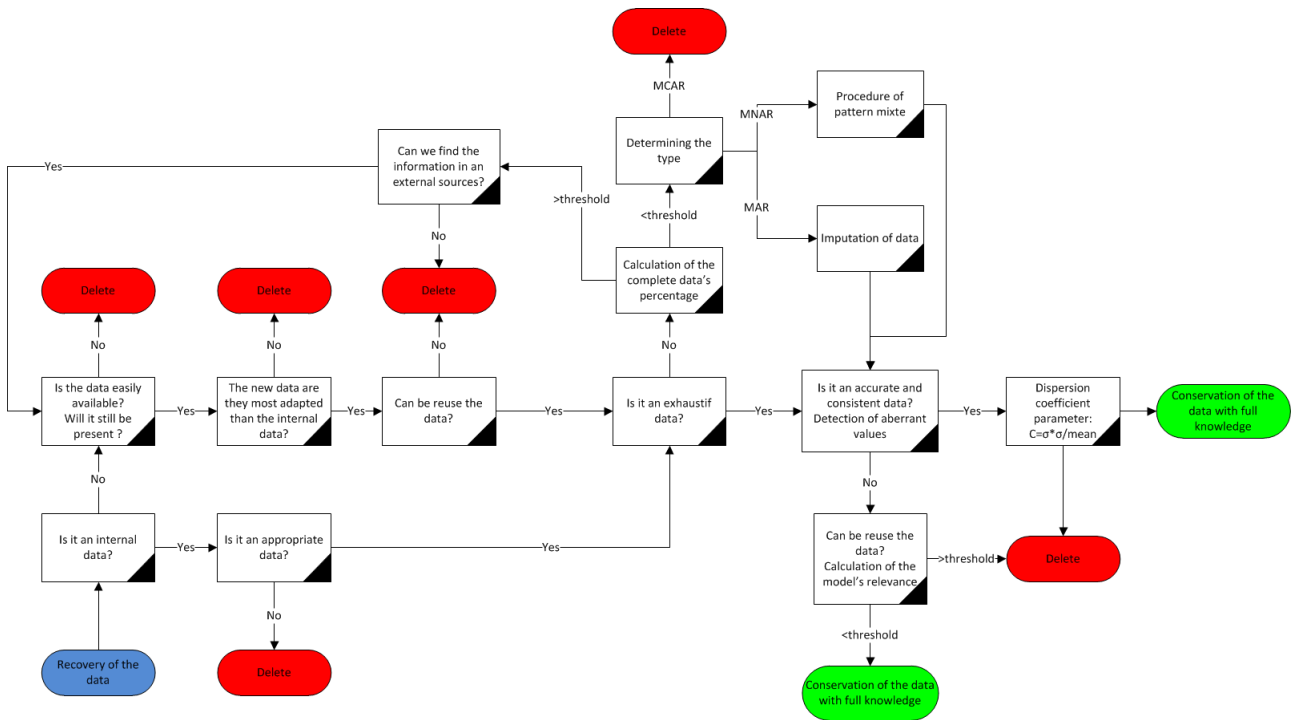 Delete
MCAR
Procedure of
pattern mixte
MNAR
Determining the
type
Can we find the
information in an
external sources?
Yes
>threshold
<threshold
MAR
Imputation of data
No
Calculation of the
complete data's
percentage
Delete
Delete
Delete
No
No
No
No
Is the data easily
available?
Will it still be
present ?
Yes
The new data are
they most adapted
than the internal
data?
Yes
Can be reuse the
data?
Yes
Is it an exhaustif
data?
Yes
Is it an accurate and
consistent data?
Detection of aberrant
values
Yes
Dispersion
coefficient
parameter:
C=σ*σ/mean
Conservation of the
data with full
knowledge
No
No
Is it an internal
data?
Yes
Is it an appropriate
data?
Yes
Can be reuse the
data?
Calculation of the
model's relevance
>threshold
Delete
No
<threshold
Recovery of the
data
Delete
Conservation of the data
with full knowledge